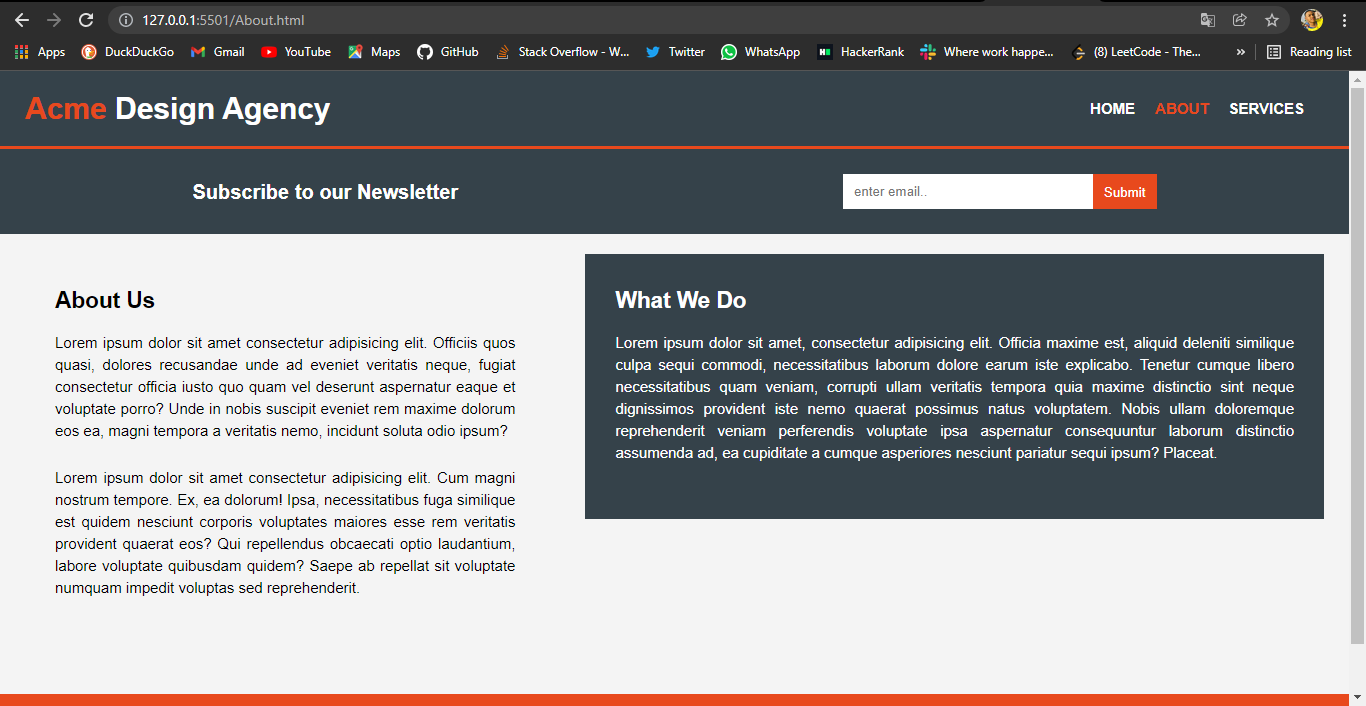 127.0.0.1:5501/About.html
Apps DuckDuckGo Gmail YouTube Maps GitHub Stack Overflow - W... Twitter WhatsApp HackerRank Where work happe... (8) LeetCode - The... » Reading list
Acme Design Agency
HOME ABOUT SERVICES
Subscribe to our Newsletter
enter email.. Submit
About Us
Lorem ipsum dolor sit amet consectetur adipisicing elit. Officiis quos
quasi, dolores recusandae unde ad eveniet veritatis neque, fugiat
consectetur officia iusto quo quam vel deserunt aspernatur eaque et
voluptate porro? Unde in nobis suscipit eveniet rem maxime dolorum
eos ea, magni tempora a veritatis nemo, incidunt soluta odio ipsum?
Lorem ipsum dolor sit amet consectetur adipisicing elit. Cum magni
nostrum tempore. Ex, ea dolorum! Ipsa, necessitatibus fuga similique
est quidem nesciunt corporis voluptates maiores esse rem veritatis
provident quaerat eos? Qui repellendus obcaecati optio laudantium,
labore voluptate quibusdam quidem? Saepe ab repellat sit voluptate
numquam impedit voluptas sed reprehenderit.
What We Do
Lorem ipsum dolor sit amet, consectetur adipisicing elit. Officia maxime est, aliquid deleniti similique
culpa sequi commodi, necessitatibus laborum dolore earum iste explicabo. Tenetur cumque libero
necessitatibus quam veniam, corrupti ullam veritatis tempora quia maxime distinctio sint neque
dignissimos provident iste nemo quaerat possimus natus voluptatem. Nobis ullam doloremque
reprehenderit veniam perferendis voluptate ipsa aspernatur consequuntur laborum distinctio
assumenda ad, ea cupiditate a cumque asperiores nesciunt pariatur sequi ipsum? Placeat.